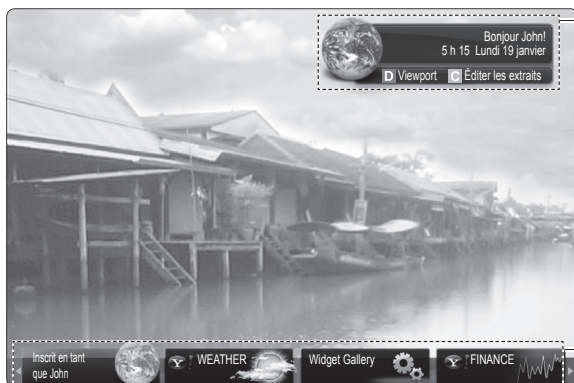 Bonjour John!
5 h 15 Lundi 19 janvier
D Viewport C Éditer les extraits
Inscrit en tant
que John
WEATHER
Widget Gallery
FINANCE